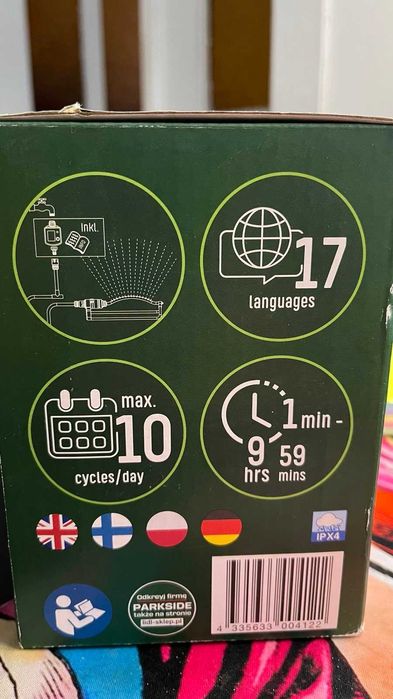 inkl.
17
languages
max.
10
cycles/day
1 min -
9 59
hrs mins
IPX4
Odkryj firmę
PARKSIDE
także na stronie
lidl-sklep.pl
4 335633 004122